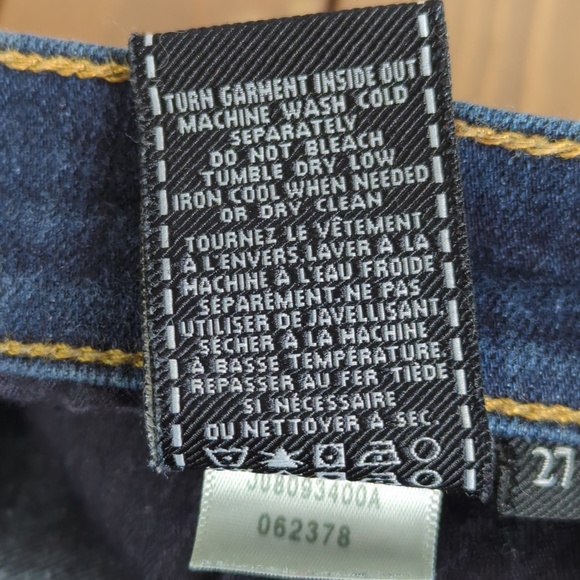 TURN GARMENT INSIDE OUT
MACHINE WASH COLD
SEPARATELY
DO NOT BLEACH
TUMBLE DRY LOW
IRON COOL WHEN NEEDED
OR DRY CLEAN
TOURNEZ LE VÊTEMENT
À L'ENVERS, LAVER À LA
MACHINE À L'EAU FROIDE
SÉPARÉMENT. NE PAS
UTILISER DE JAVELLISANT.
SÉCHER À LA MACHINE
À BASSE TEMPÉRATURE.
REPASSER AU FER TIÈDE
SI NÉCESSAIRE
OU NETTOYER À SEC.
27
J08093400A
062378